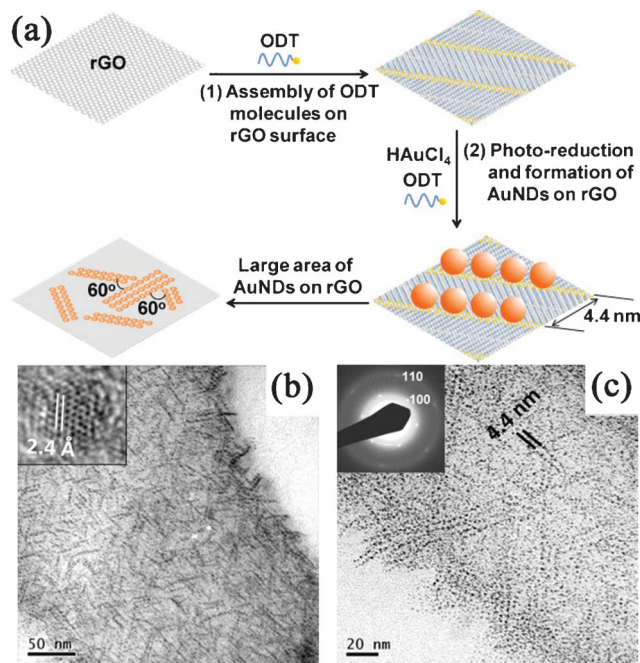 (a)
rGO
ODT
(1) Assembly of ODT
molecules on
rGO surface
HAuCl₄
ODT
(2) Photo-reduction
and formation of
AuNDs on rGO
4.4 nm
Large area of
AuNDs on rGO
60°
60°
(b)
2.4 Å
50 nm
(c)
110
100
4.4 nm
20 nm